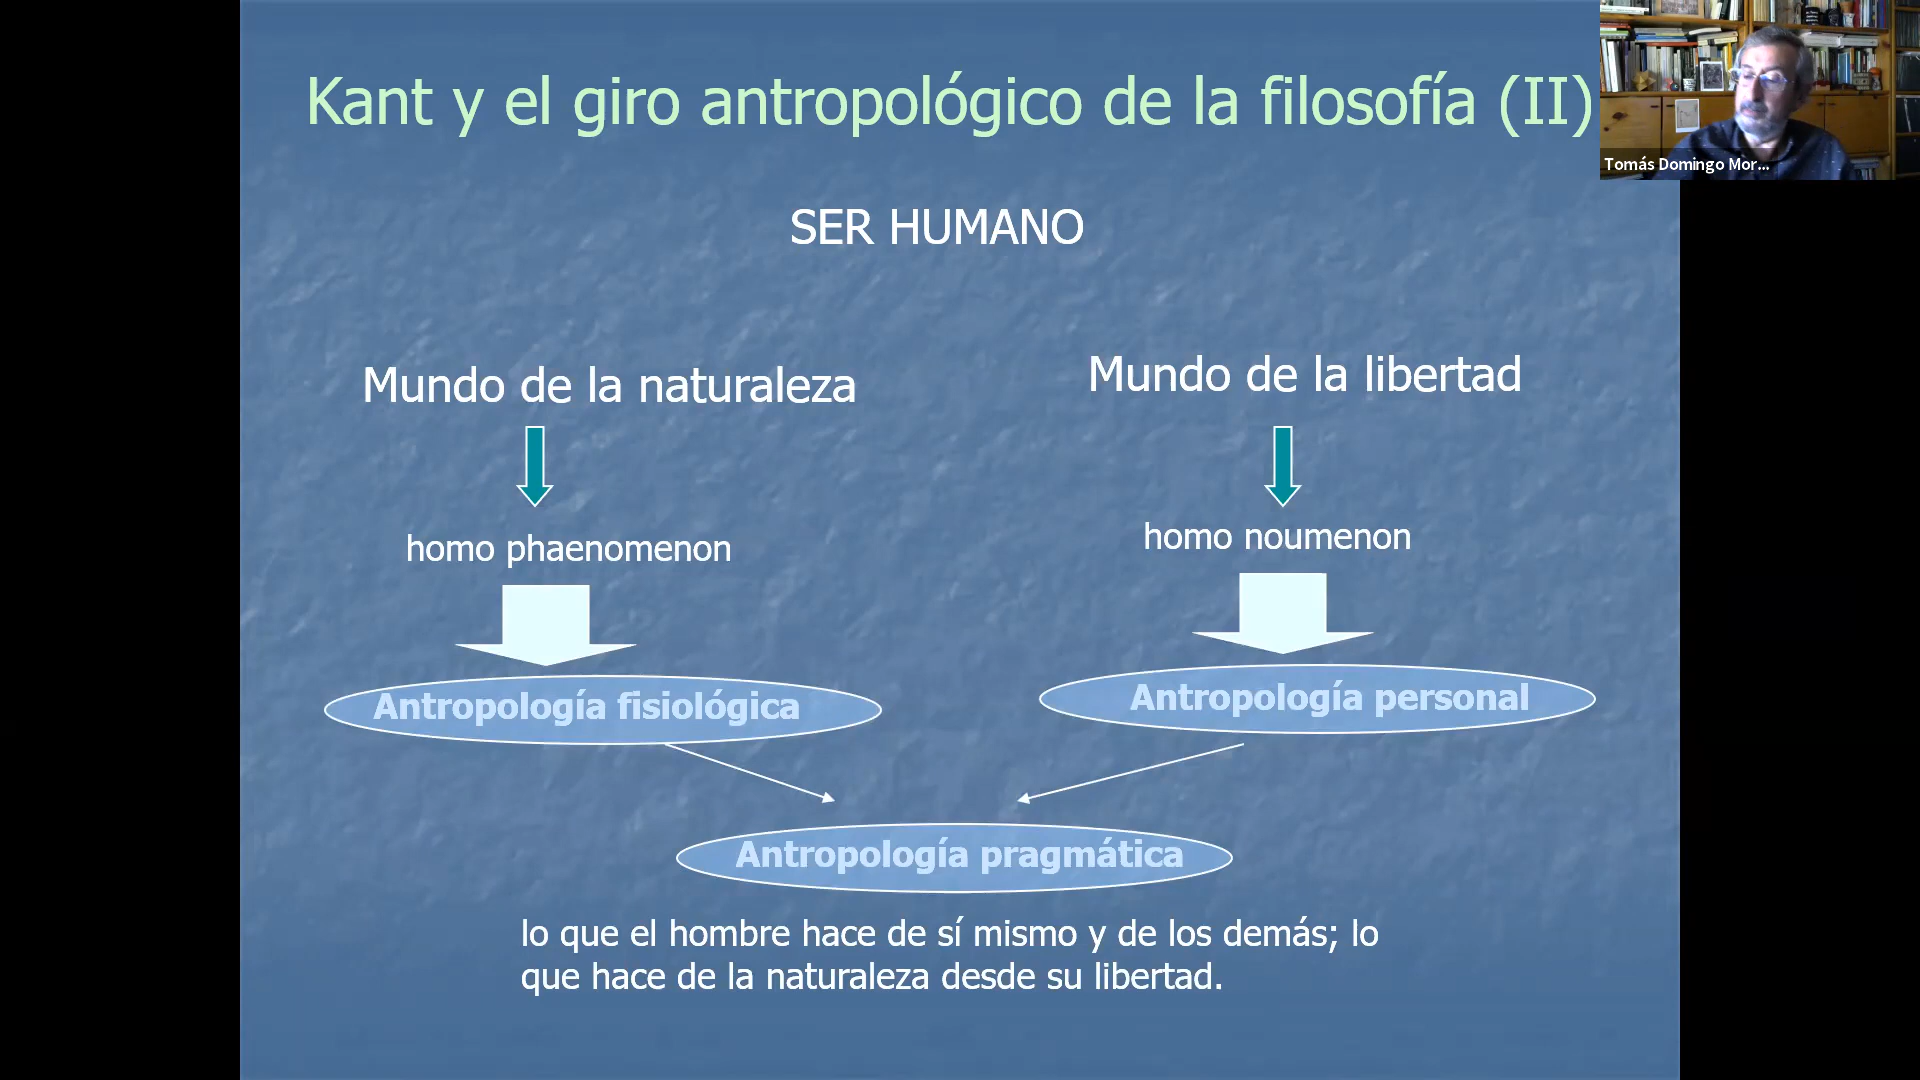 Kant y el giro antropológico de la filosofía (II)
Tomás Domingo Mor...
SER HUMANO
Mundo de la naturaleza
Mundo de la libertad
homo phaenomenon
homo noumenon
Antropología fisiológica
Antropología personal
Antropología pragmática
lo que el hombre hace de sí mismo y de los demás; lo
que hace de la naturaleza desde su libertad.